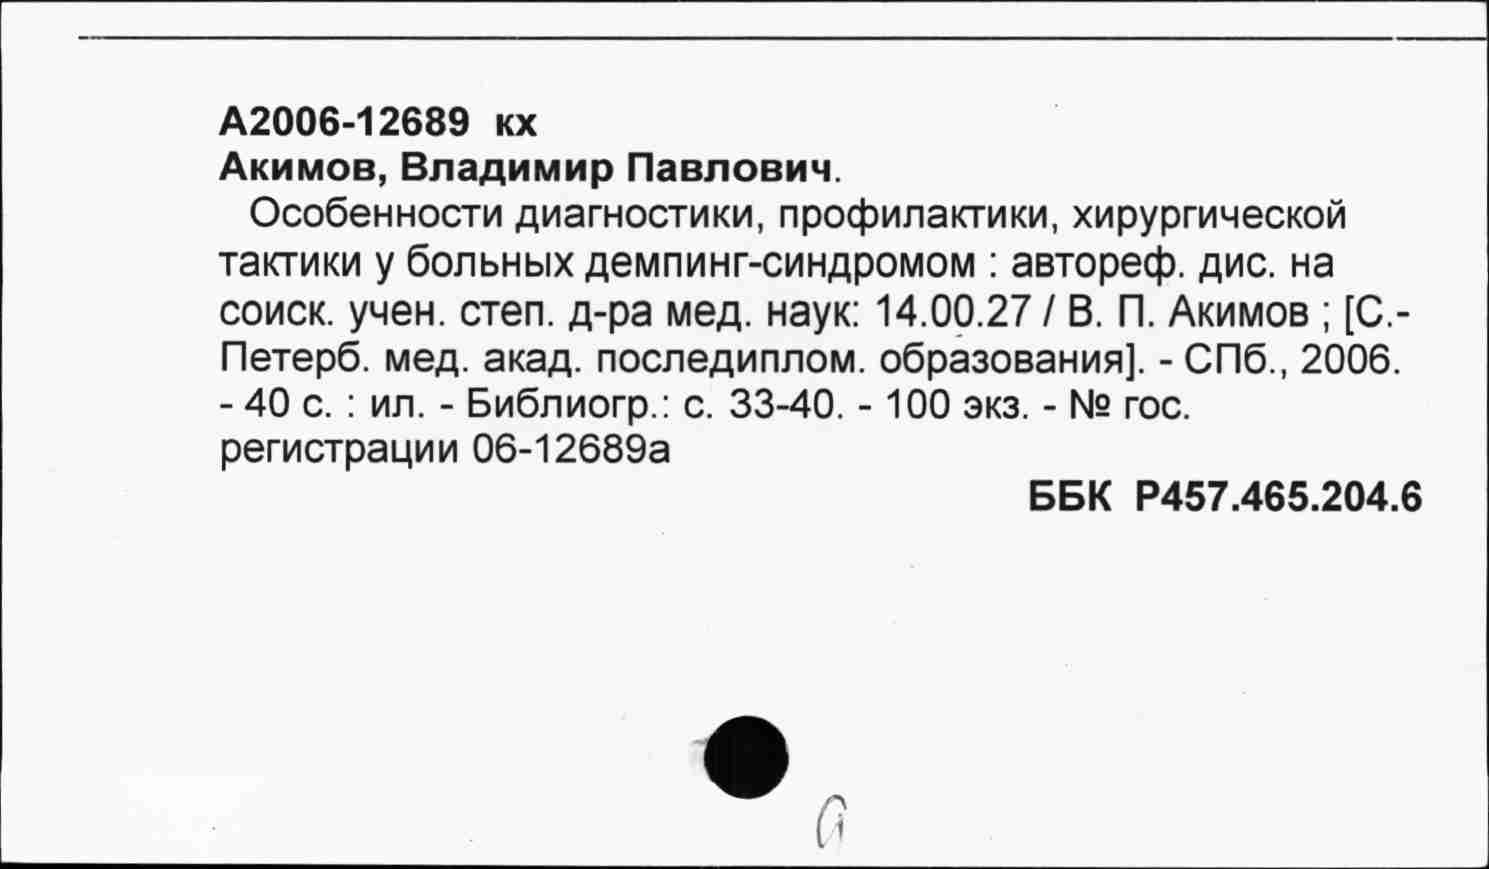 А2006-12689 кх
Акимов, Владимир Павлович.
Особенности диагностики, профилактики, хирургической
тактики у больных демпинг-синдромом : автореф. дис. на
соиск. учен. степ. д-ра мед. наук: 14.00.27 / В. П. Акимов ; [С.-
Петерб. мед. акад. последиплом. образования]. - СПб., 2006.
- 40 с. : ил. - Библиогр.: с. 33-40. - 100 экз. - № гос.
регистрации 06-12689а
ББК Р457.465.204.6